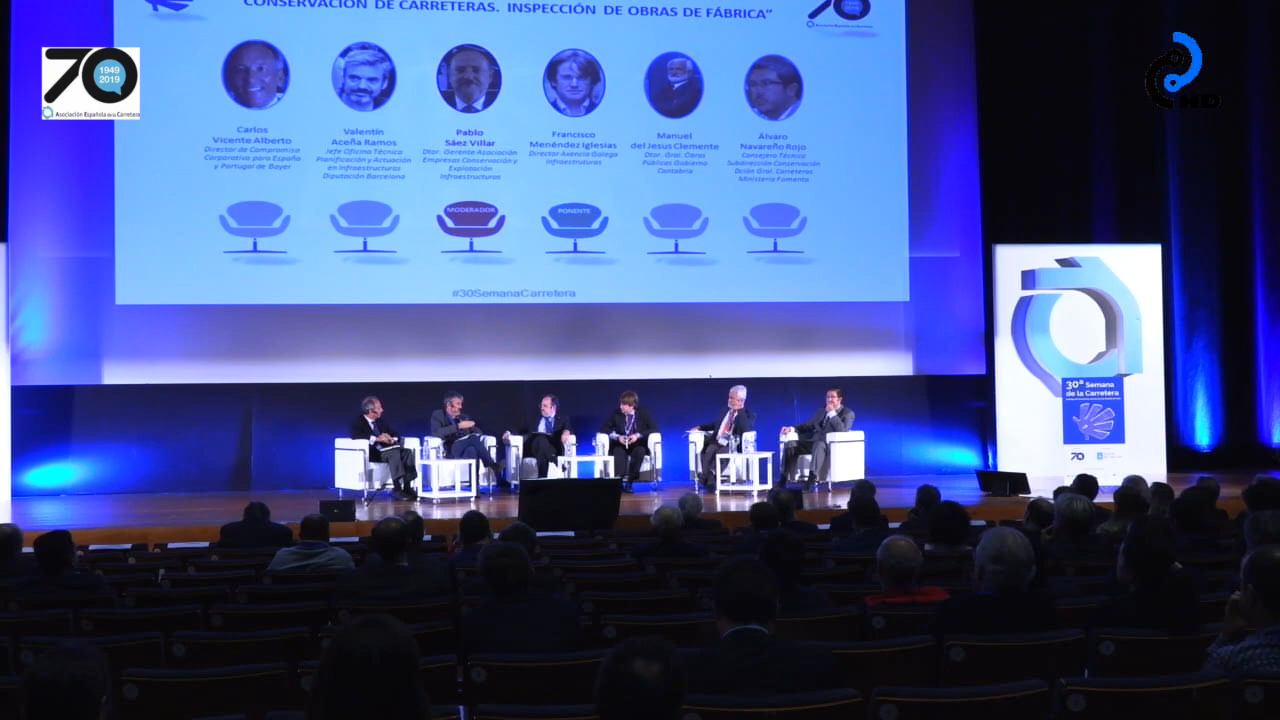 CONSERVACIÓN DE CARRETERAS. INSPECCIÓN DE OBRAS DE FÁBRICA"
70
1949
2019
Asociación Española de la Carretera
70
1949
2019
HD
Carlos
Vicente Alberto
Director de Compromiso
Corporativo para España
y Portugal de Bayer
Valentín
Aceña Ramos
Jefe Oficina Técnica
Planificación y Actuación
en Infraestructuras
Diputación Barcelona
Pablo
Sáez Villar
Dtor. Gerente Asociación
Empresas Conservación y
Explotación
Infraestructuras
Francisco
Menéndez Iglesias
Director Axencia Galega
Infraestruturas
Manuel
del Jesus Clemente
Dtor. Gral. Obras
Públicas Gobierno
Cantabria
Álvaro
Navareño Rojo
Consejero Técnico
Subdirección Conservación
Dción Gral. Carreteras
Ministerio Fomento
MODERADOR
PONENTE
#30SemanaCarretera
30ª Semana
de la Carretera
70